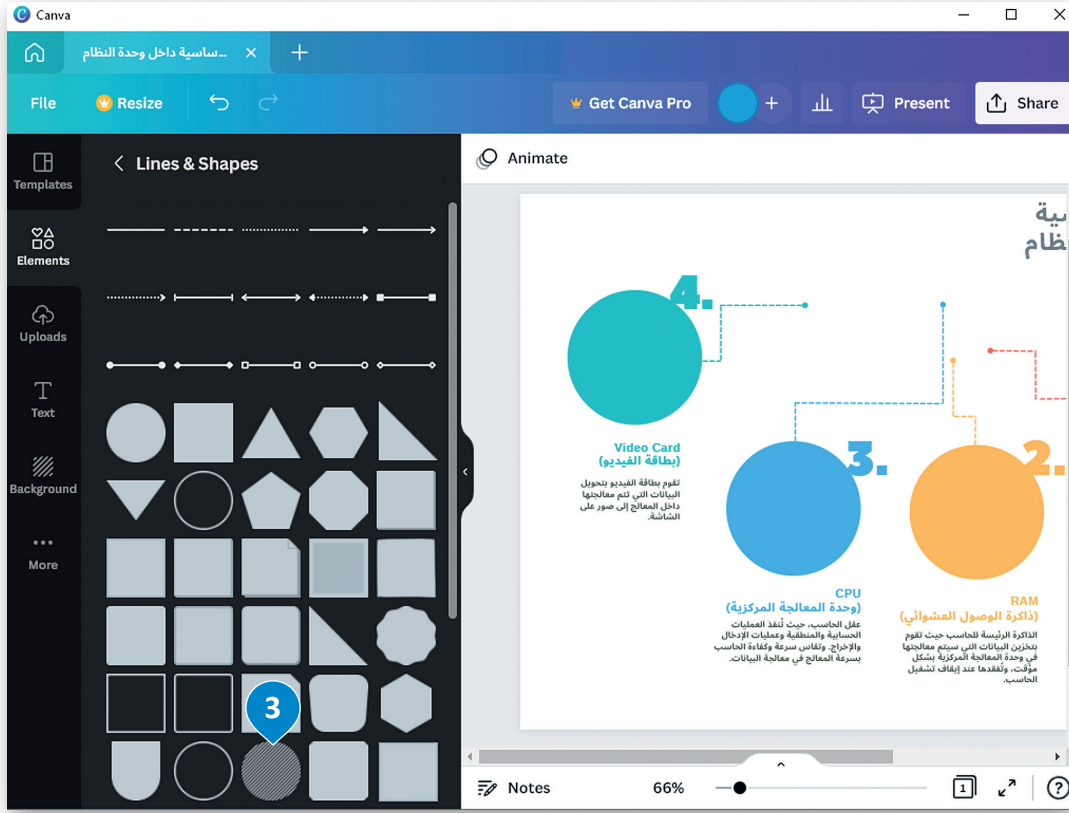 Canva
ـساسية داخل وحدة النظام...
File
Resize
Get Canva Pro
Present
Share
Templates
Elements
Uploads
Text
Background
More
Lines & Shapes
3
Animate
4.
Video Card
(بطاقة الفيديو)
تقوم بطاقة الفيديو بتحويل
البيانات التي تتم معالجتها
داخل المعالج إلى صور على
الشاشة.
3.
CPU
(وحدة المعالجة المركزية)
عقل الحاسب، حيث تُنفذ العمليات
الحسابية والمنطقية وعمليات الإدخال
والإخراج. وتقاس سرعة وكفاءة الحاسب
بسرعة المعالج في معالجة البيانات.
2.
RAM
(ذاكرة الوصول العشوائي)
الذاكرة الرئيسة للحاسب حيث تقوم
بتخزين البيانات التي سيتم معالجتها
في وحدة المعالجة المركزية بشكل
مؤقت، وتُفقدها عند إيقاف تشغيل
الحاسب.
Notes
66%
1
?